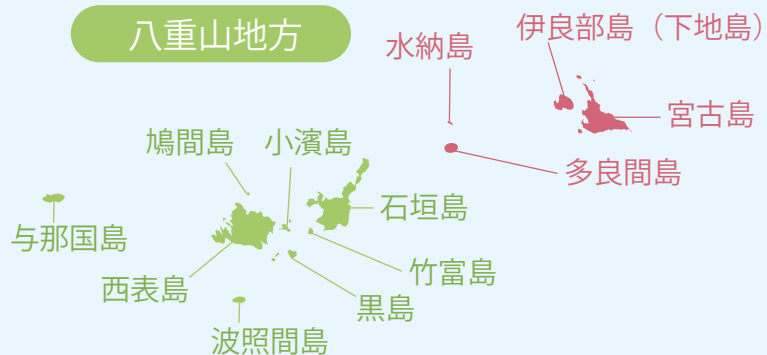 八重山地方
伊良部島（下地島）
水納島
宮古島
鳩間島
小濱島
多良間島
石垣島
与那国島
竹富島
西表島
黒島
波照間島